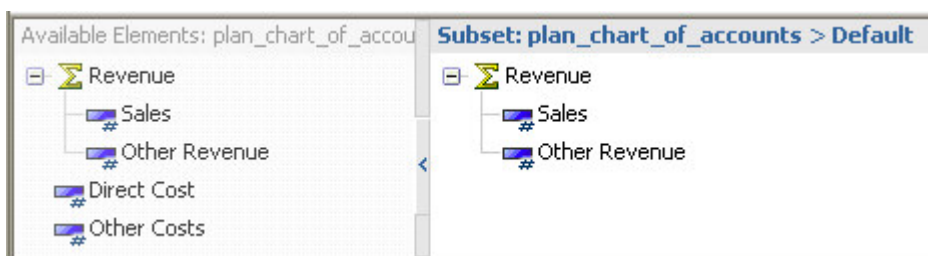 Available Elements: plan_chart_of_accou
Revenue
Sales
Other Revenue
Direct Cost
Other Costs
Subset: plan_chart_of_accounts > Default
Revenue
Sales
Other Revenue